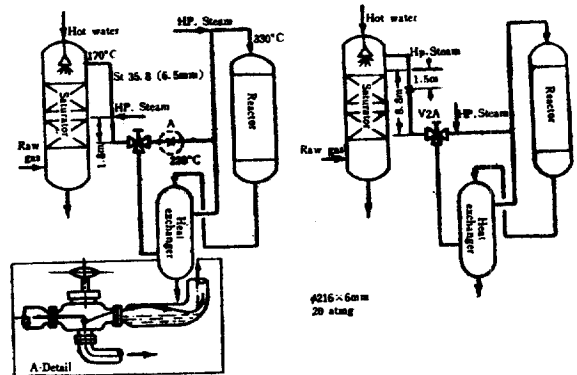 Hot water
170°C
HP. Steam
330°C
St 35.8 (6.5mm)
Saturator
HP. Steam
A
Reactor
Raw gas
220°C
Heat exchanger
A-Detail
Hot water
Hp.Steam
1.5m
8.8m
Saturator
V2A
HP.Steam
Reactor
Raw gas
Heat exchanger
φ216×6mm
20 atmg